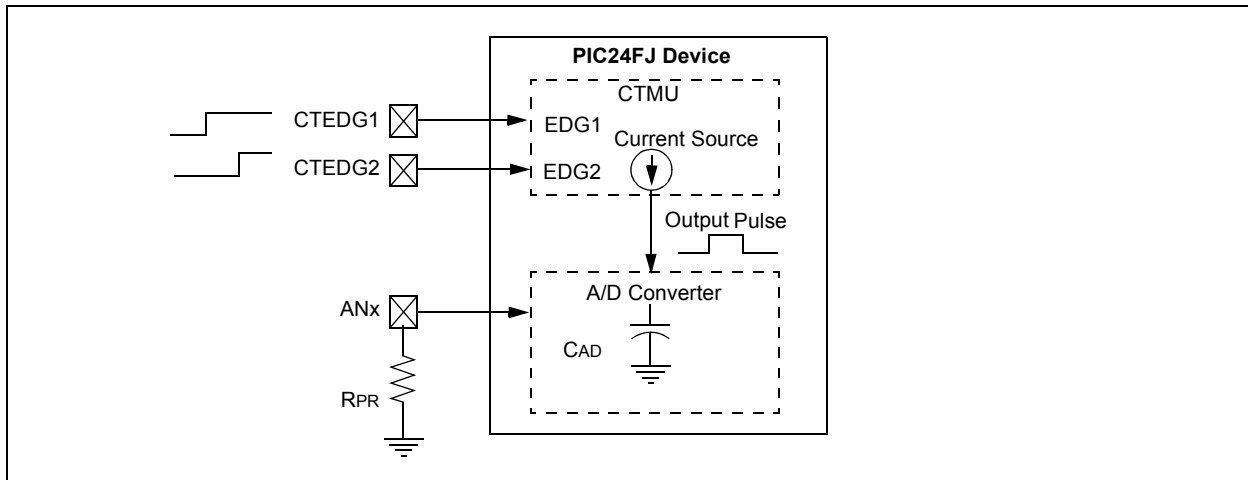 PIC24FJ Device
CTMU
CTEDG1
EDG1
Current Source
CTEDG2
EDG2
Output Pulse
A/D Converter
ANx
CAD
RPR